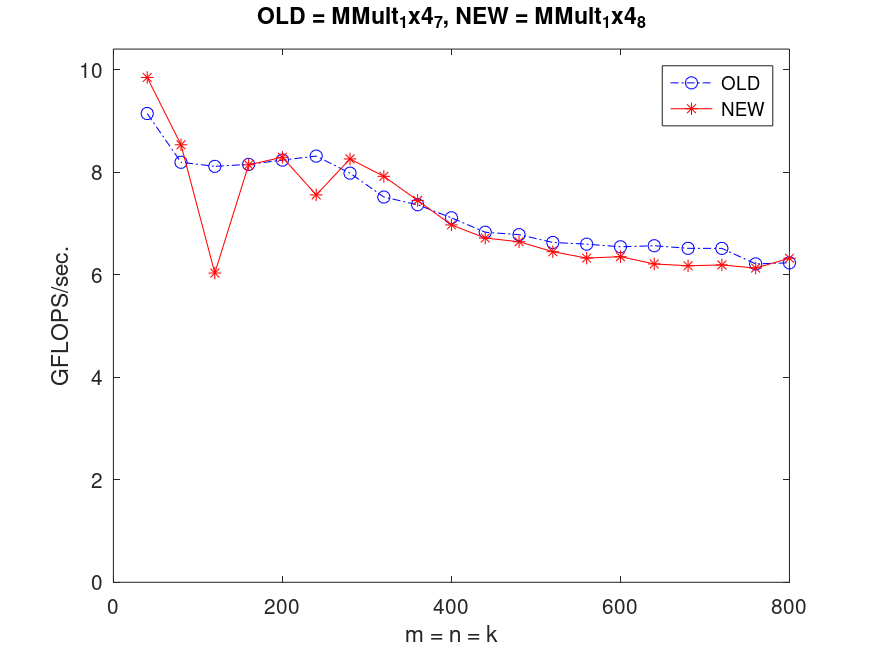 OLD = MMult₁x4₇, NEW = MMult₁x4₈
OLD
NEW
10
8
6
4
2
0
GFLOPS/sec.
0 200 400 600 800
m = n = k